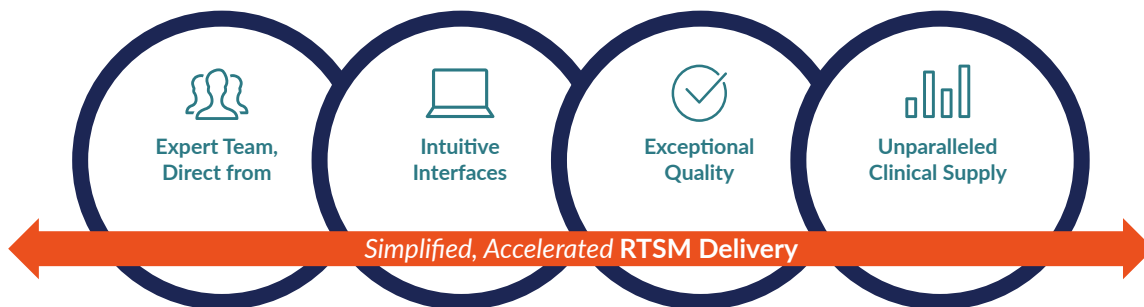 Expert Team,
Direct from
Intuitive
Interfaces
Exceptional
Quality
Unparalleled
Clinical Supply
Simplified, Accelerated RTSM Delivery